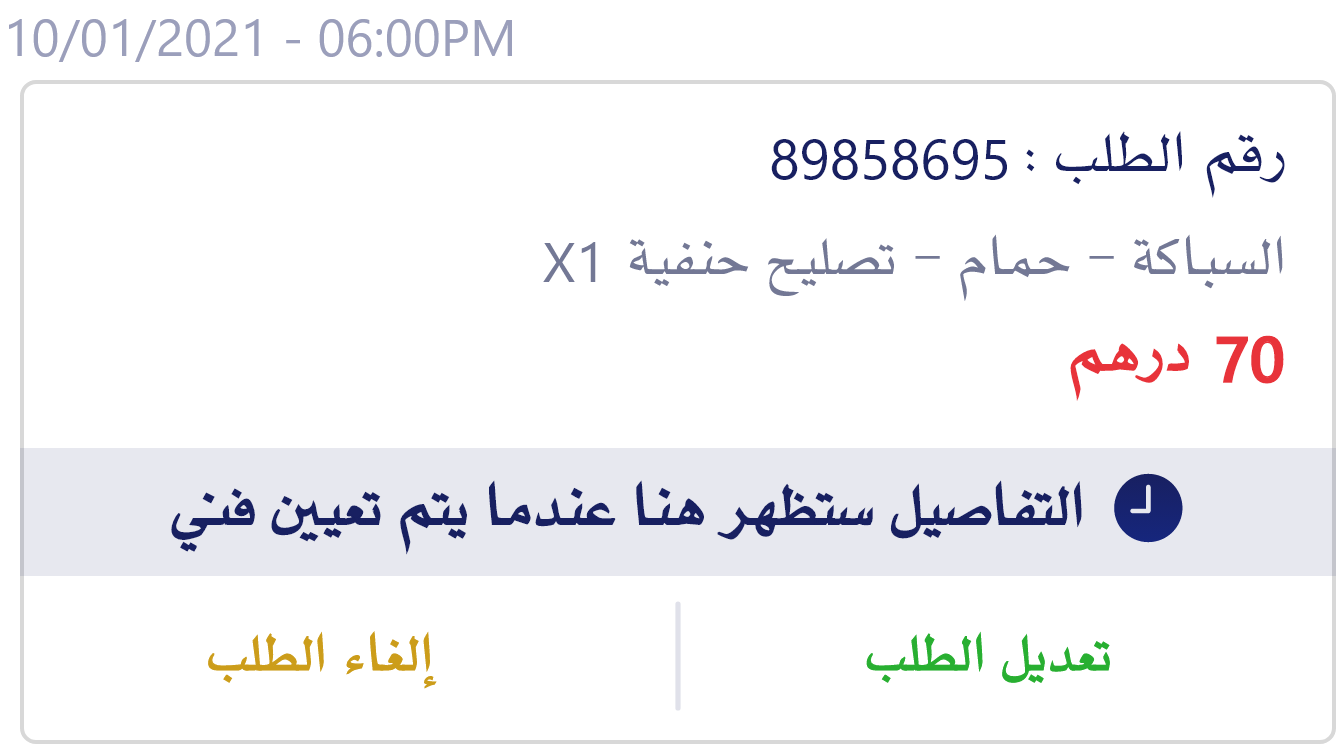 10/01/2021 - 06:00PM
رقم الطلب : 89858695
السباكة - حمام - تصليح حنفية X1
70 درهم
التفاصيل ستظهر هنا عندما يتم تعيين فني
تعديل الطلب
إلغاء الطلب